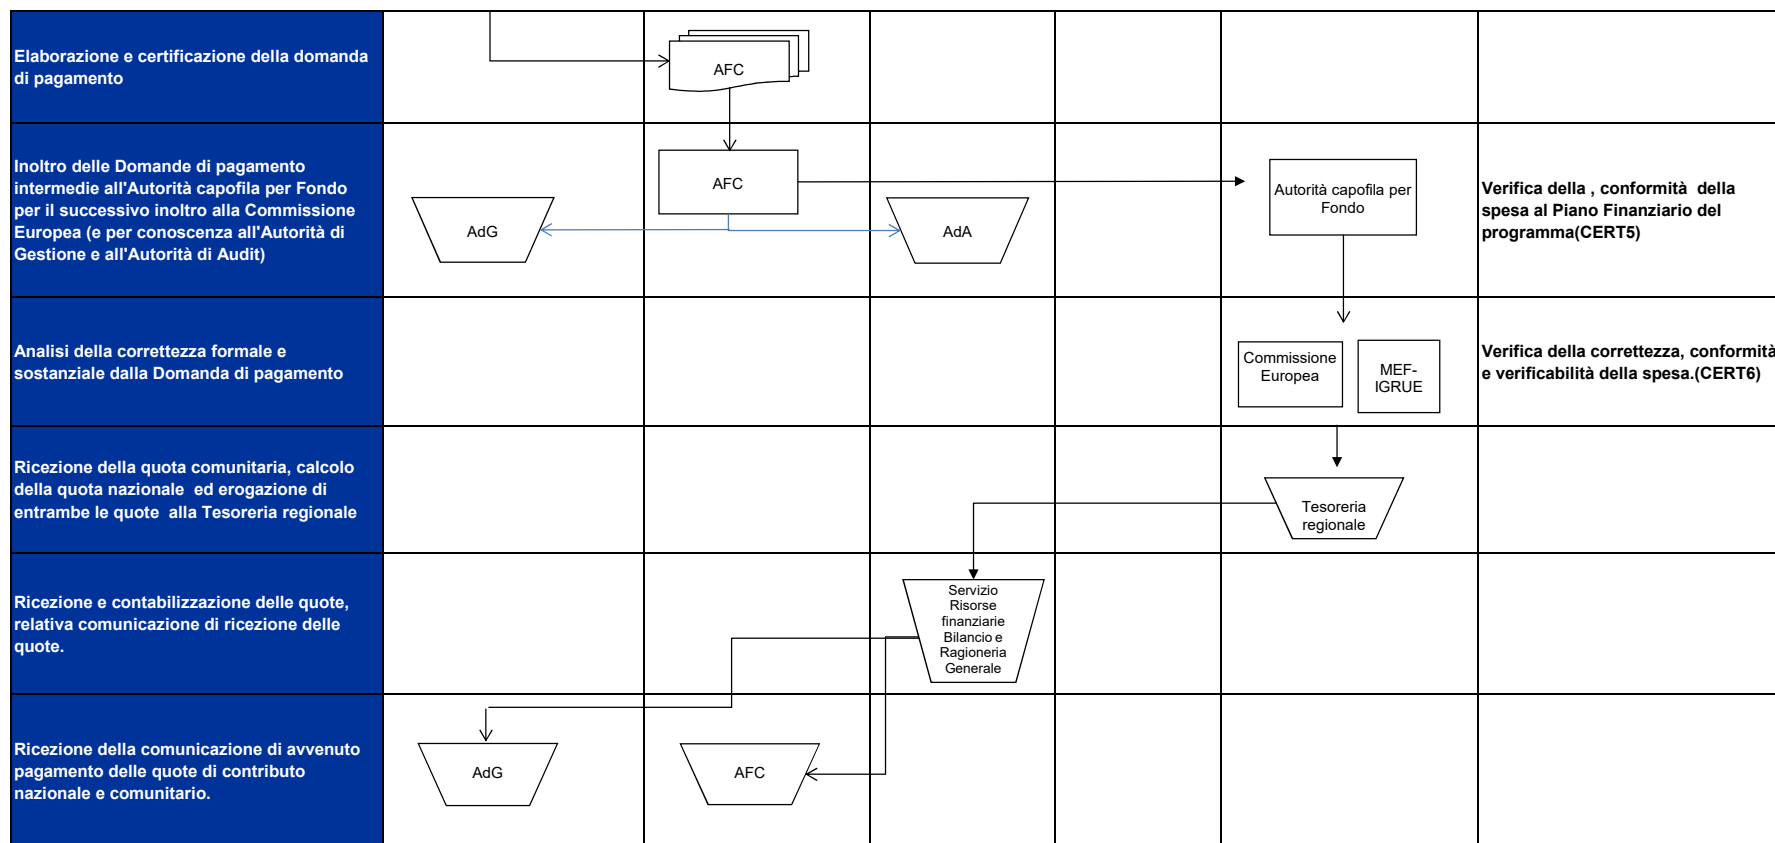 Elaborazione e certificazione della domanda
di pagamento
AFC
Inoltro delle Domande di pagamento
intermedie all'Autorità capofila per Fondo
per il successivo inoltro alla Commissione
Europea (e per conoscenza all'Autorità di
Gestione e all'Autorità di Audit)
AdG
AFC
AdA
Autorità capofila per
Fondo
Verifica della , conformità della
spesa al Piano Finanziario del
programma(CERT5)
Analisi della correttezza formale e
sostanziale dalla Domanda di pagamento
Commissione
Europea
MEF-
IGRUE
Verifica della correttezza, conformità
e verificabilità della spesa.(CERT6)
Ricezione della quota comunitaria, calcolo
della quota nazionale ed erogazione di
entrambe le quote alla Tesoreria regionale
Tesoreria
regionale
Ricezione e contabilizzazione delle quote,
relativa comunicazione di ricezione delle
quote.
Servizio
Risorse
finanziarie
Bilancio e
Ragioneria
Generale
Ricezione della comunicazione di avvenuto
pagamento delle quote di contributo
nazionale e comunitario.
AdG
AFC